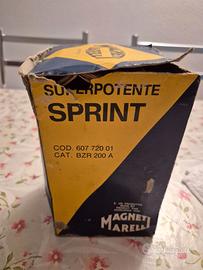 SUPERPOTENTE
SPRINT
COD. 607 720 01
CAT. BZR 200 A
MAGNETI
MARELLI